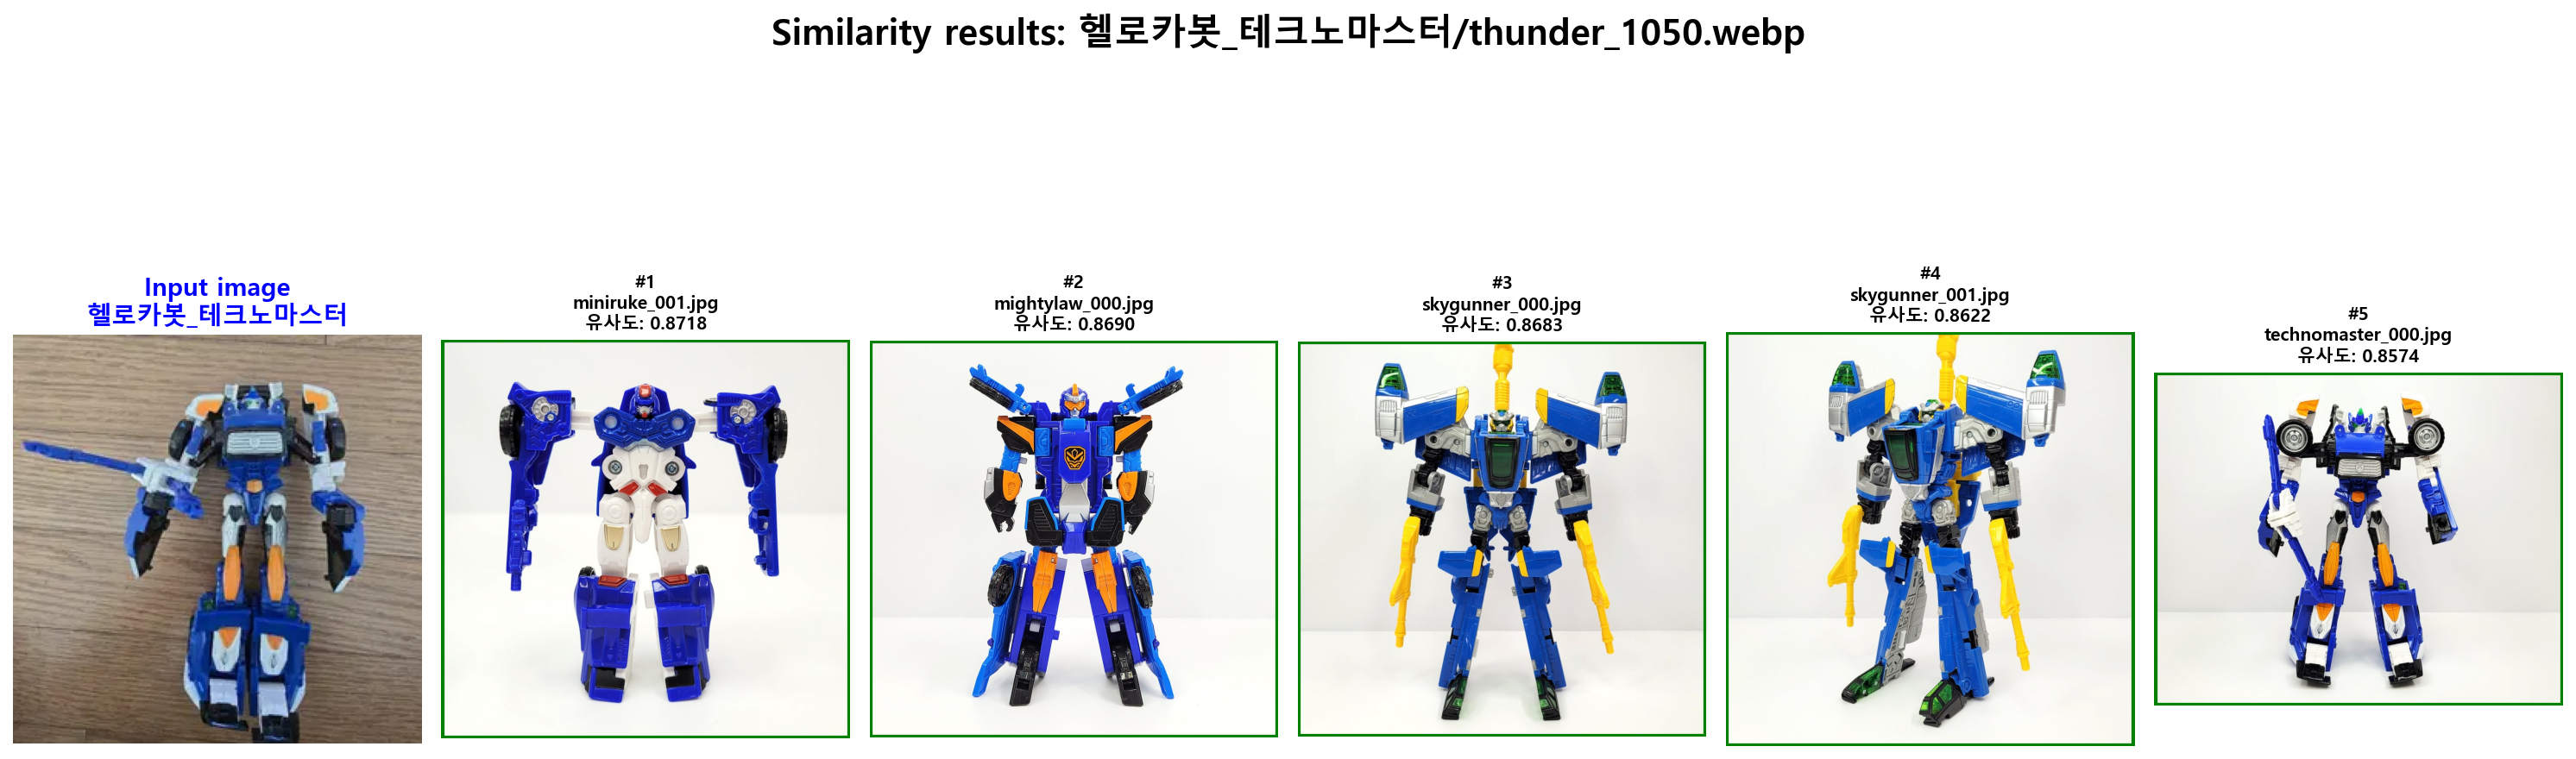 Similarity results: 헬로카봇_테크노마스터/thunder_1050.webp
Input image
헬로카봇_테크노마스터
#1
miniruke_001.jpg
유사도: 0.8718
#2
mightylaw_000.jpg
유사도: 0.8690
#3
skygunner_000.jpg
유사도: 0.8683
#4
skygunner_001.jpg
유사도: 0.8622
#5
technomaster_000.jpg
유사도: 0.8574